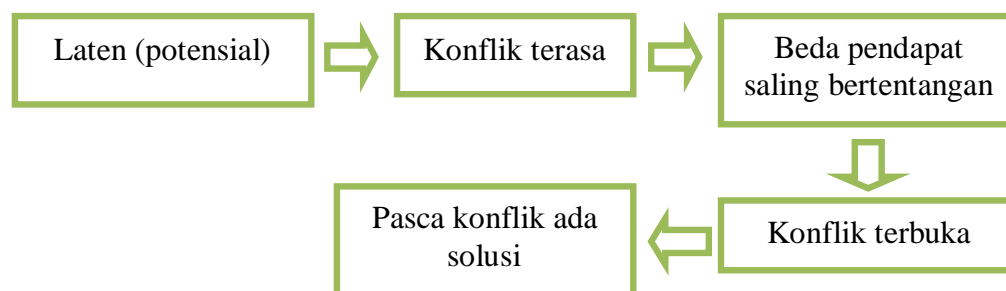 Laten (potensial)
Konflik terasa
Beda pendapat
saling bertentangan
Konflik terbuka
Pasca konflik ada
solusi